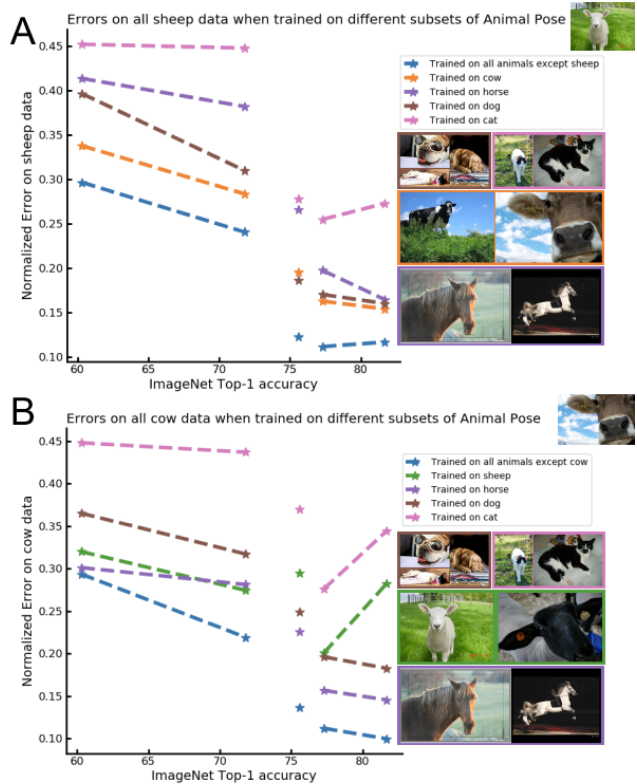 A
Errors on all sheep data when trained on different subsets of Animal Pose
Normalized Error on sheep data
0.45
0.40
0.35
0.30
0.25
0.20
0.15
0.10
60
65
70
75
80
ImageNet Top-1 accuracy
Trained on all animals except sheep
Trained on cow
Trained on horse
Trained on dog
Trained on cat
B
Errors on all cow data when trained on different subsets of Animal Pose
Normalized Error on cow data
0.45
0.40
0.35
0.30
0.25
0.20
0.15
0.10
60
65
70
75
80
ImageNet Top-1 accuracy
Trained on all animals except cow
Trained on sheep
Trained on horse
Trained on dog
Trained on cat